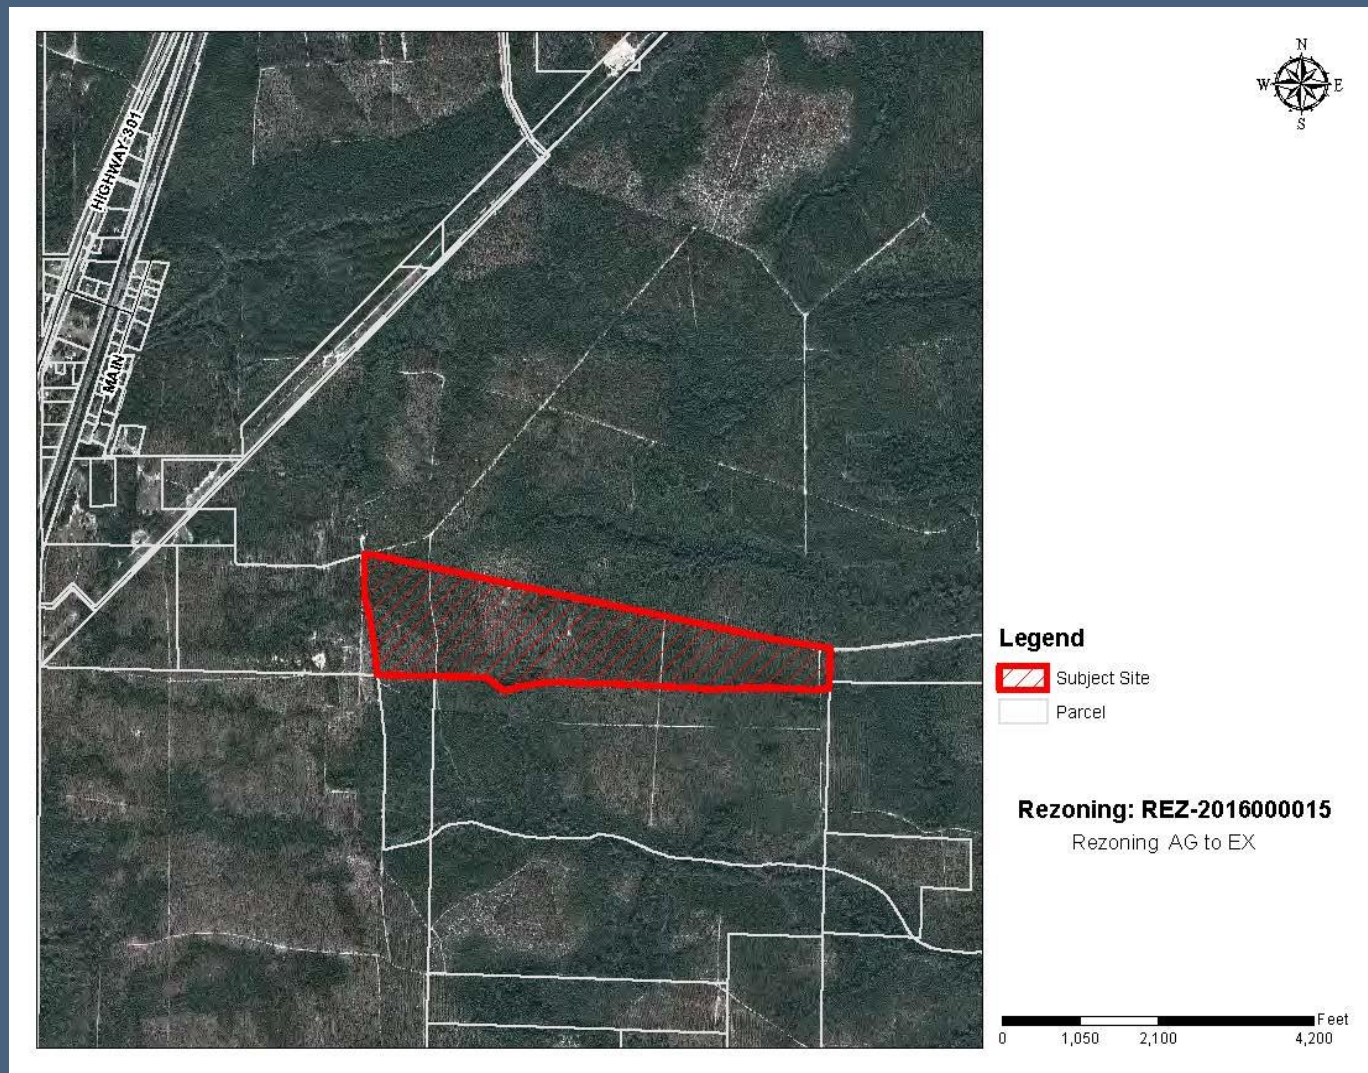 N
W E
S
HIGHWAY 301
MAIN
Legend
Subject Site
Parcel
Rezoning: REZ-2016000015
Rezoning AG to EX
Feet
0 1,050 2,100 4,200